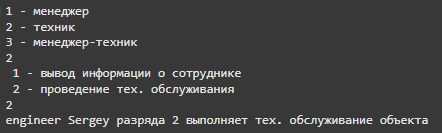 1 - менеджер
2 - техник
3 - менеджер-техник
2
1 - вывод информации о сотруднике
2 - проведение тех. обслуживания
2
engineer Sergey разряда 2 выполняет тех. обслуживание объекта